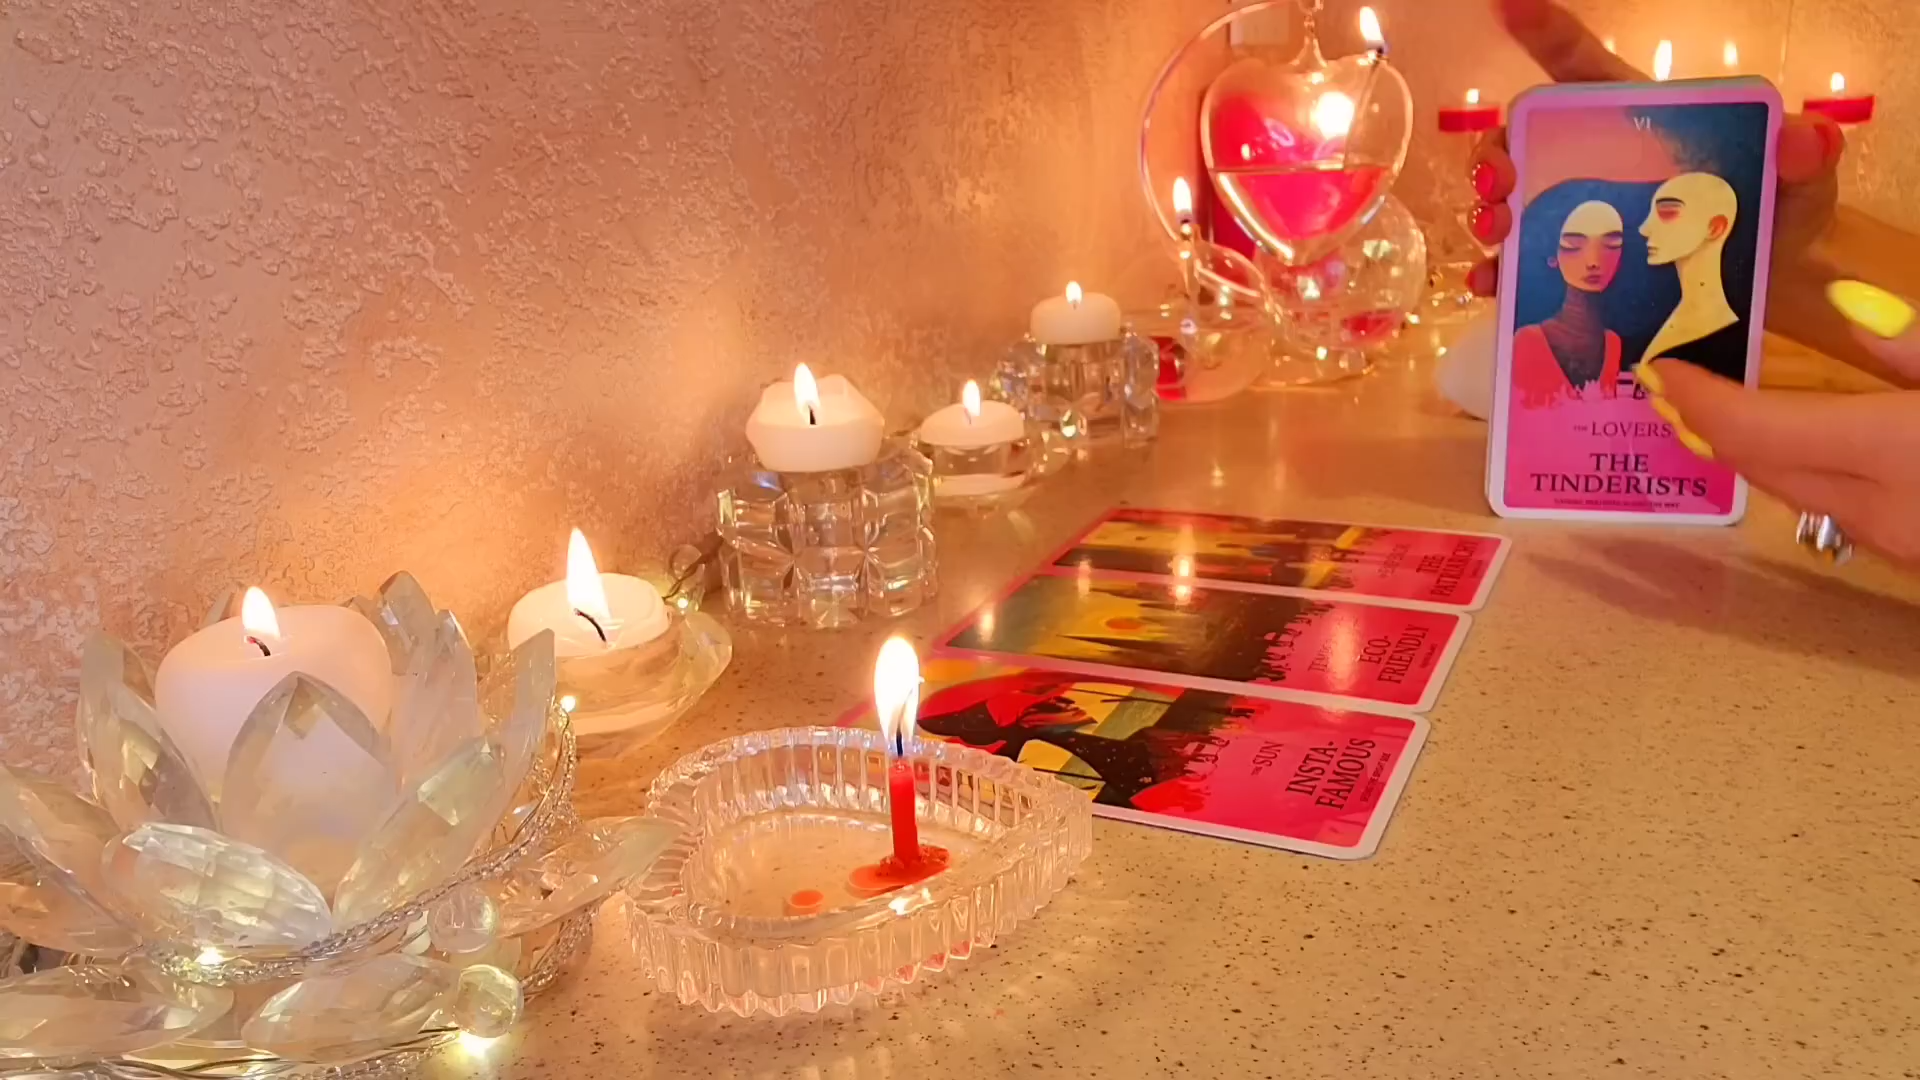 VI
THE LOVERS
THE
TINDERISTS
THE
PATRIARCHY
ECO-
FRIENDLY
THE SUN
INSTA-
FAMOUS